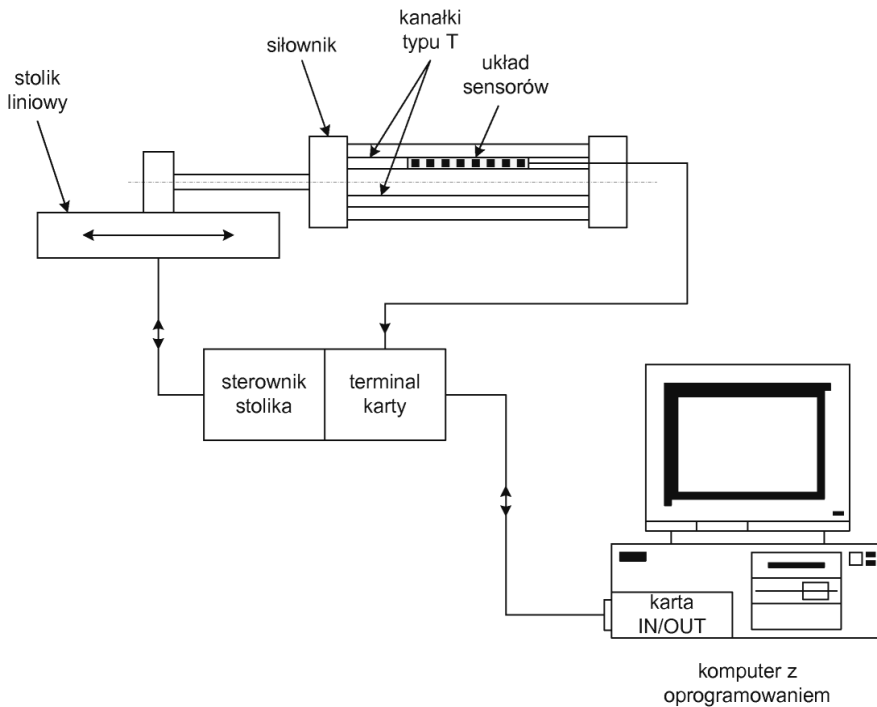 kanałki
typu T
siłownik
układ
sensorów
stolik
liniowy
sterownik
stolika
terminal
karty
karta
IN/OUT
komputer z
oprogramowaniem